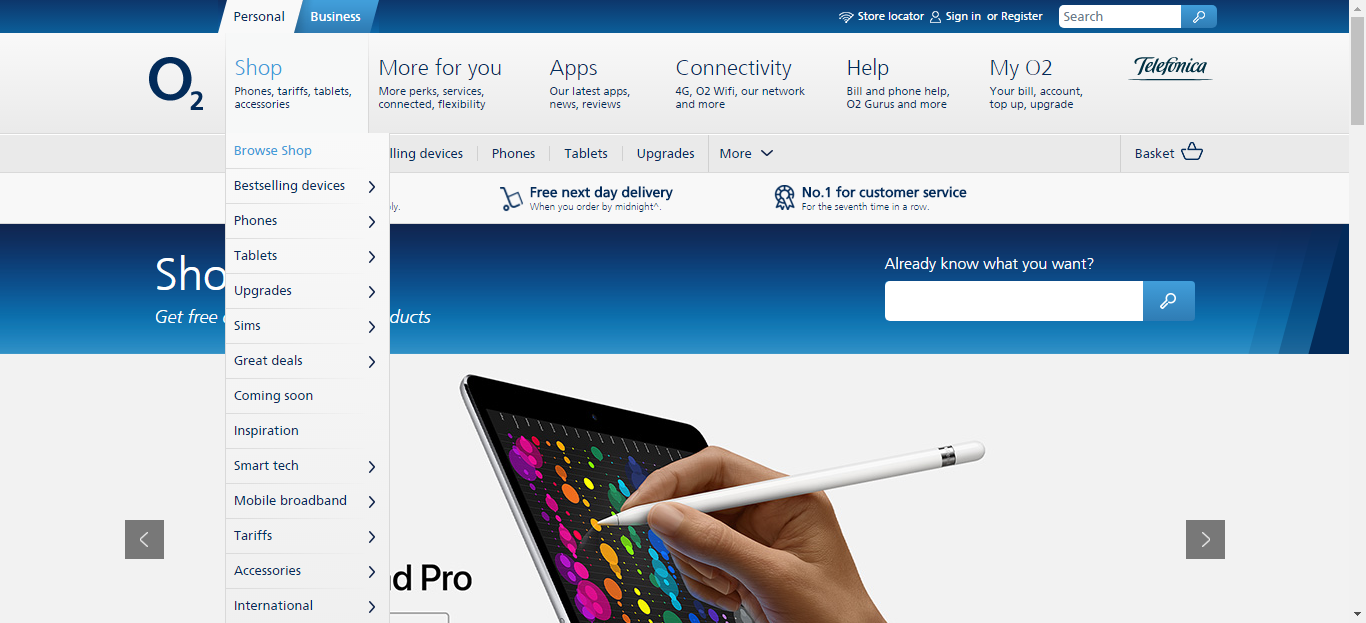 Personal
Business
Store locator
Sign in or Register
Search
O2
Shop
Phones, tariffs, tablets,
accessories
More for you
More perks, services,
connected, flexibility
Apps
Our latest apps,
news, reviews
Connectivity
4G, O2 Wifi, our network
and more
Help
Bill and phone help,
O2 Gurus and more
My O2
Your bill, account,
top up, upgrade
Telefónica
Browse Shop
lling devices
Phones
Tablets
Upgrades
More
Basket
Bestselling devices
Phones
Tablets
Upgrades
Sims
Great deals
Coming soon
Inspiration
Smart tech
Mobile broadband
Tariffs
Accessories
International
ly.
Free next day delivery
When you order by midnight^.
No.1 for customer service
For the seventh time in a row.
Sho
Get free
ducts
Already know what you want?
d Pro